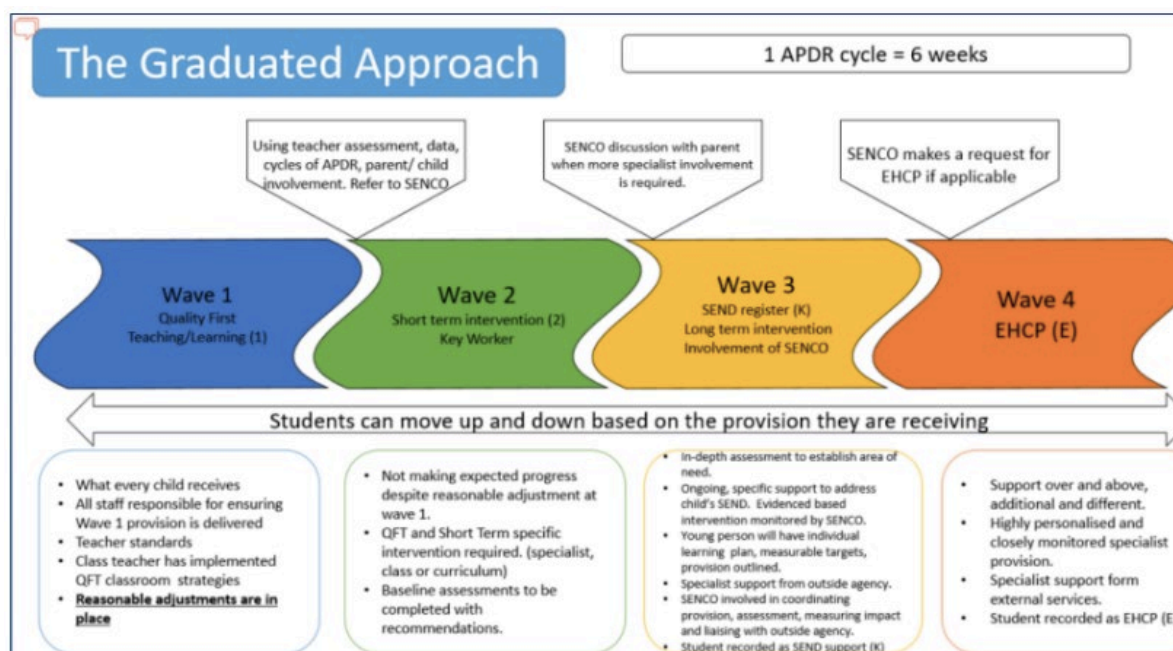 The Graduated Approach
1 APDR cycle = 6 weeks
Using teacher assessment, data,
cycles of APDR, parent/ child
involvement. Refer to SENCO
SENCO discussion with parent
when more specialist involvement
is required.
SENCO makes a request for
EHCP if applicable
Wave 1
Quality First
Teaching/Learning (1)
Wave 2
Short term intervention (2)
Key Worker
Wave 3
SEND register (K)
Long term intervention
Involvement of SENCO
Wave 4
EHCP (E)
Students can move up and down based on the provision they are receiving
• What every child receives
• All staff responsible for ensuring
Wave 1 provision is delivered
• Teacher standards
• Class teacher has implemented
QFT classroom strategies
• Reasonable adjustments are in
place
• Not making expected progress
despite reasonable adjustment at
wave 1.
• QFT and Short Term specific
intervention required. (specialist,
class or curriculum)
• Baseline assessments to be
completed with
recommendations.
• In-depth assessment to establish area of
need.
• Ongoing, specific support to address
child's SEND. Evidenced based
intervention monitored by SENCO.
• Young person will have individual
learning plan, measurable targets,
provision outlined.
• Specialist support from outside agency.
• SENCO involved in coordinating
provision, assessment, measuring impact
and liaising with outside agency.
• Student recorded as SEND support (K)
• Support over and above,
additional and different.
• Highly personalised and
closely monitored specialist
provision.
• Specialist support form
external services.
• Student recorded as EHCP (E